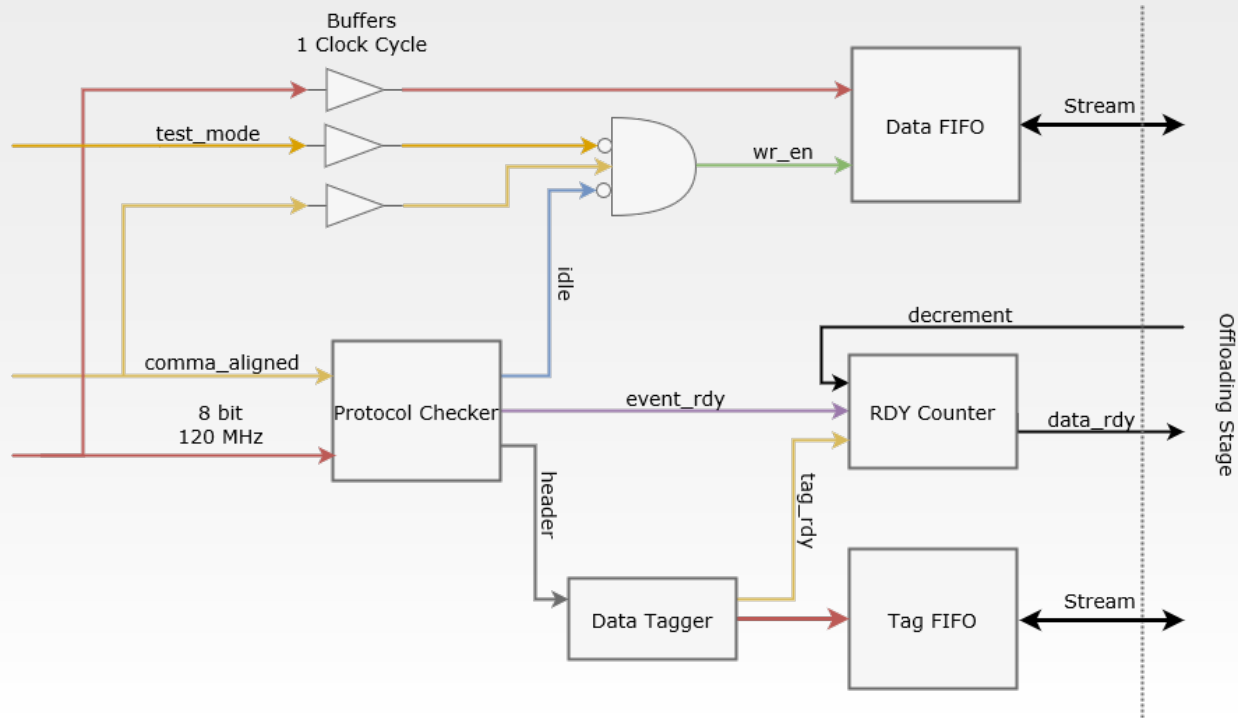 Buffers
1 Clock Cycle
Stream
test_mode
Data FIFO
wr_en
idle
decrement
comma_aligned
Protocol Checker
event_rdy
RDY Counter
data_rdy
8 bit
120 MHz
Offloading Stage
header
tag_rdy
Data Tagger
Tag FIFO
Stream